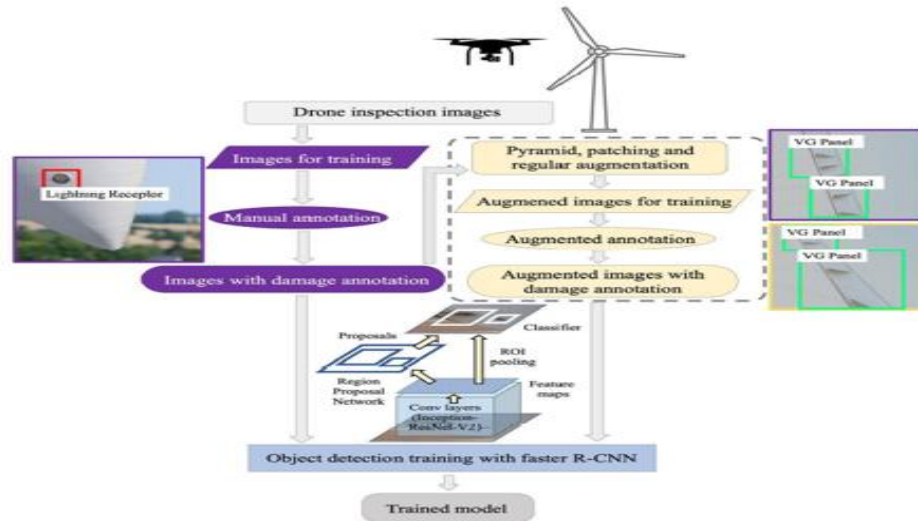 Drone inspection images
Images for training
Manual annotation
Images with damage annotation
Lightning Receptor
Pyramid, patching and
regular augmentation
Augmened images for training
Augmented annotation
Augmented images with
damage annotation
VG Panel
VG Panel
VG Panel
VG Panel
Proposals
Classifier
ROI
pooling
Region
Proposal
Network
Feature
maps
Conv layers
(Inception-
ResNet-V2)
Object detection training with faster R-CNN
Trained model